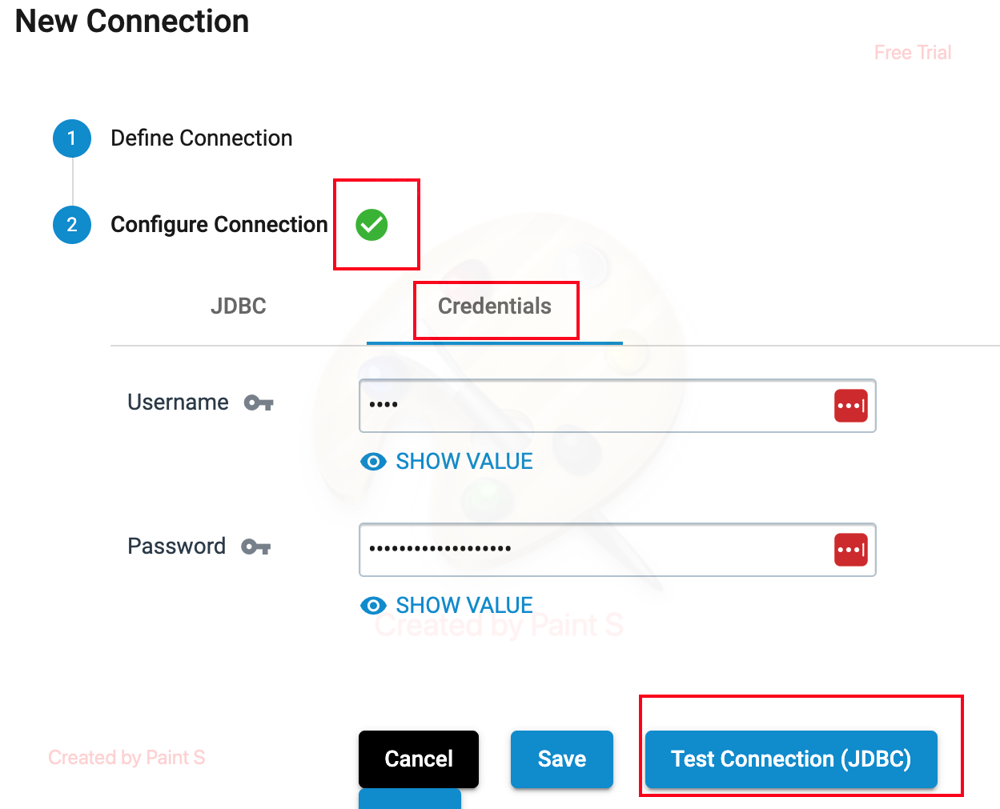 New Connection
Free Trial
1 Define Connection
2 Configure Connection
JDBC Credentials
Username ••••
SHOW VALUE
Password •••••••••••••••••••
SHOW VALUE
Created by Paint S
Created by Paint S
Cancel Save Test Connection (JDBC)